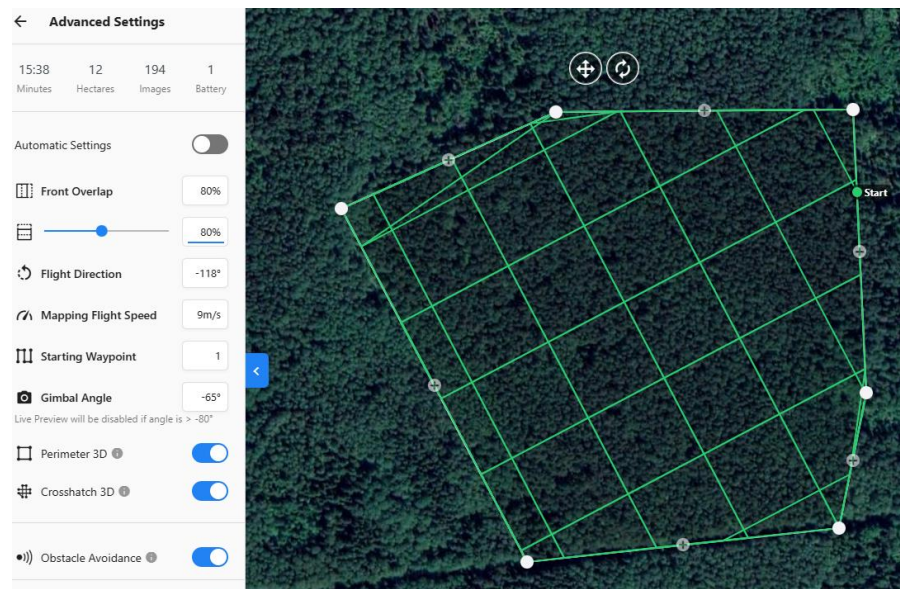 Advanced Settings
15:38 12 194 1
Minutes Hectares Images Battery
Automatic Settings
Front Overlap 80%
80%
Flight Direction -118°
Mapping Flight Speed 9m/s
Starting Waypoint 1
Gimbal Angle -65°
Live Preview will be disabled if angle is > -80°
Perimeter 3D
Crosshatch 3D
Obstacle Avoidance
Start